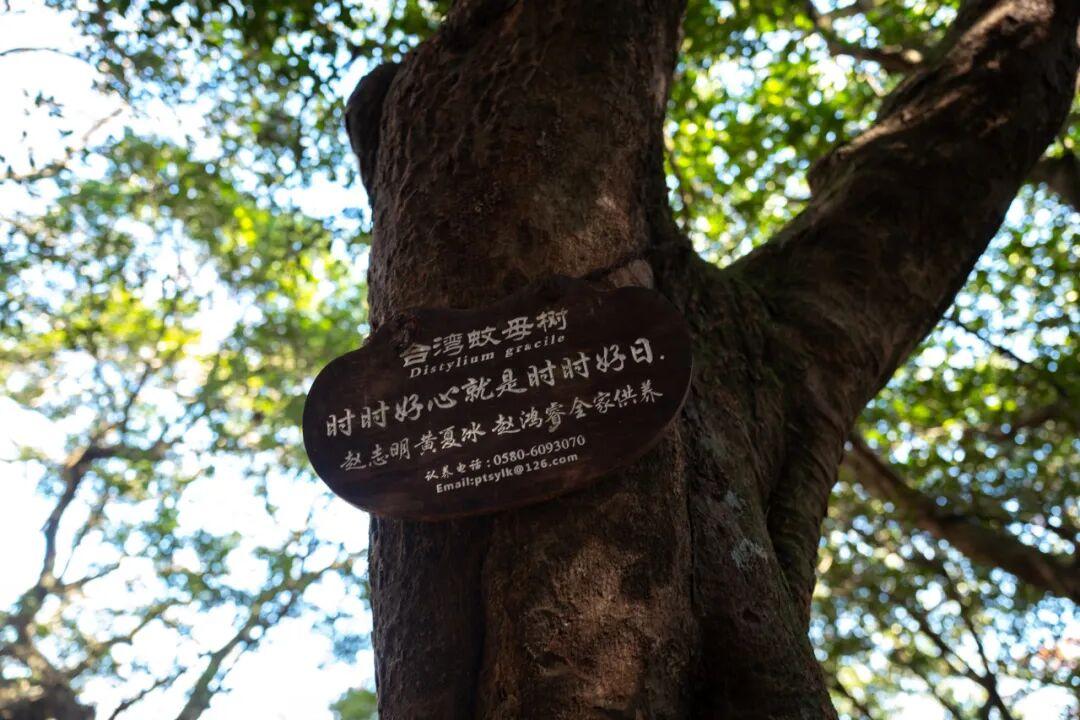 台湾蚊母树
Distylium gracile
时时好心就是时时好日.
赵志明·黄夏冰 赵鸿睿全家供养
认养电话：0580-6093070
Email:ptsylk@126.com